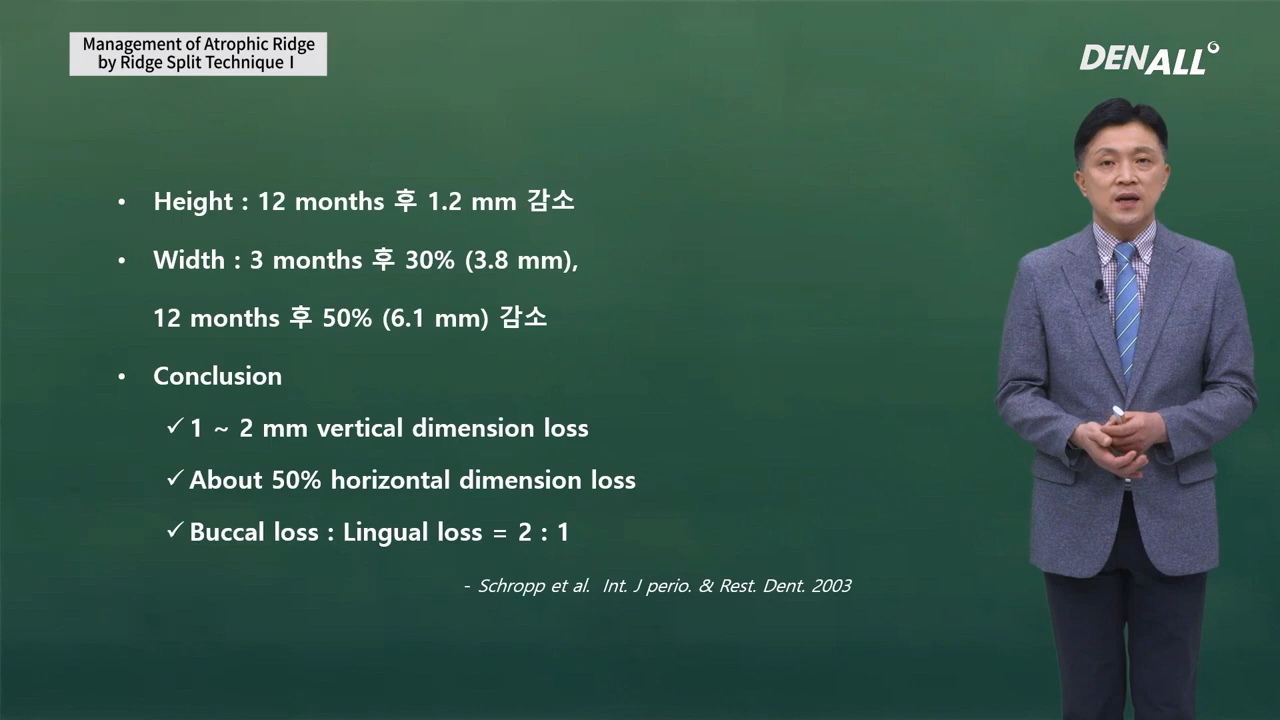 Management of Atrophic Ridge
by Ridge Split Technique Ⅰ
DENALL
• Height : 12 months 후 1.2 mm 감소
• Width : 3 months 후 30% (3.8 mm),
12 months 후 50% (6.1 mm) 감소
• Conclusion
✓ 1 ~ 2 mm vertical dimension loss
✓ About 50% horizontal dimension loss
✓ Buccal loss : Lingual loss = 2 : 1
- Schropp et al. Int. J perio. & Rest. Dent. 2003